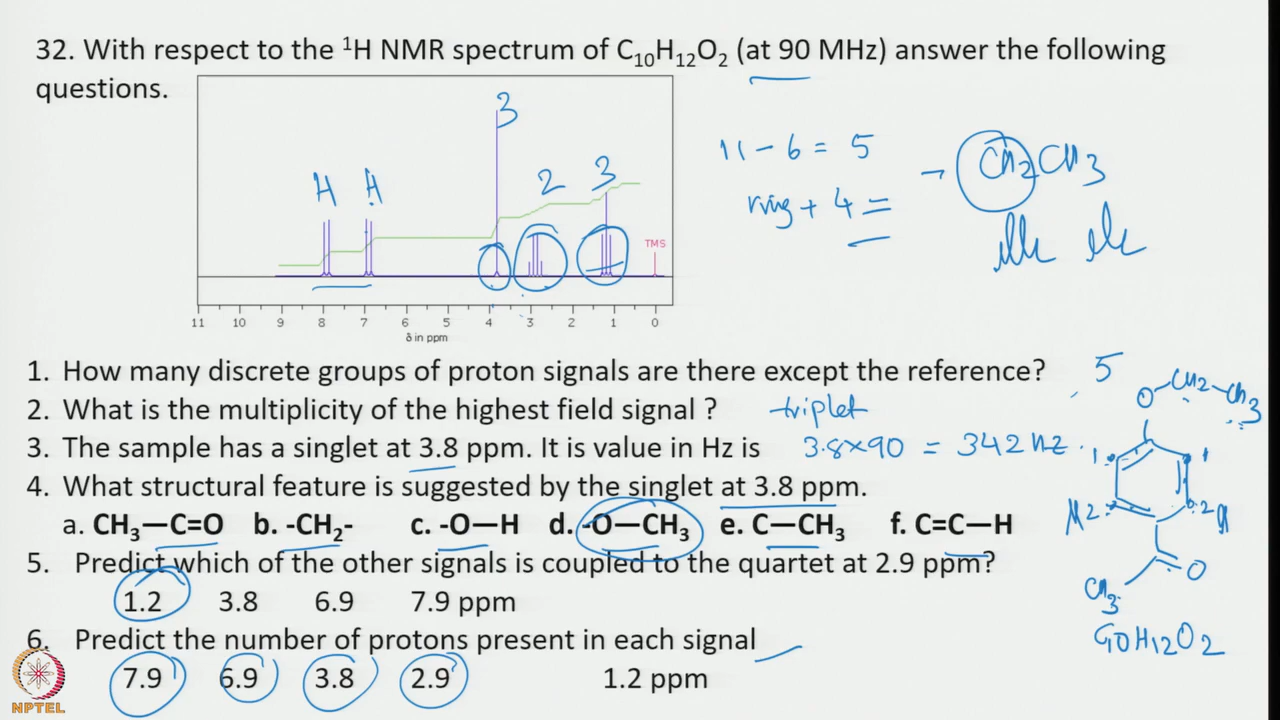 32. With respect to the ¹H NMR spectrum of C₁₀H₁₂O₂ (at 90 MHz) answer the following
questions.
3
H H 2 3
TMS
11 10 9 8 7 6 5 4 3 2 1 0
δ in ppm
11 - 6 = 5
ring + 4 =
CH2CH3
1. How many discrete groups of proton signals are there except the reference? 5
2. What is the multiplicity of the highest field signal ? triplet
3. The sample has a singlet at 3.8 ppm. It is value in Hz is 3.8×90 = 342 Hz.
4. What structural feature is suggested by the singlet at 3.8 ppm.
a. CH₃—C=O b. -CH₂- c. -O—H d. -O—CH₃ e. C—CH₃ f. C=C—H
5. Predict which of the other signals is coupled to the quartet at 2.9 ppm?
1.2 3.8 6.9 7.9 ppm
6. Predict the number of protons present in each signal
7.9 6.9 3.8 2.9 1.2 ppm
O CH2 CH3
1 1
H2 2H
O
CH3
C10H12O2
NPTEL